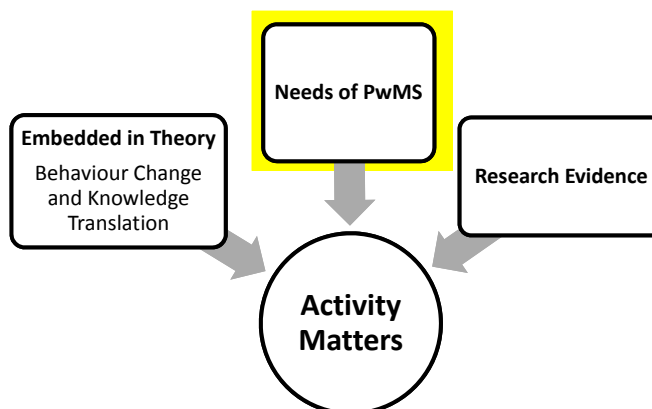 Needs of PwMS
Embedded in Theory
Behaviour Change
and Knowledge
Translation
Research Evidence
Activity
Matters